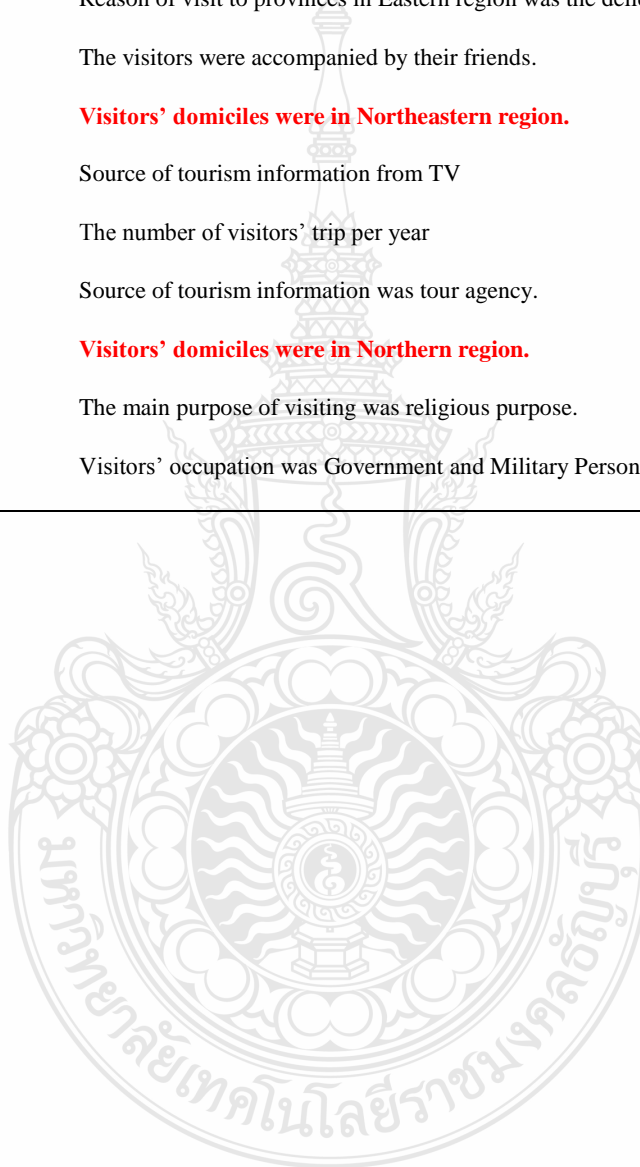 Reason of visit to provinces in Eastern region was the
The visitors were accompanied by their friends.
Visitors’ domiciles were in Northeastern region.
Source of tourism information from TV
The number of visitors’ trip per year
Source of tourism information was tour agency.
Visitors’ domiciles were in Northern region.
The main purpose of visiting was religious purpose.
Visitors’ occupation was Government and Military Person
มหาวิทยาลัยเทคโนโลยีราชมงคลธัญบุรี